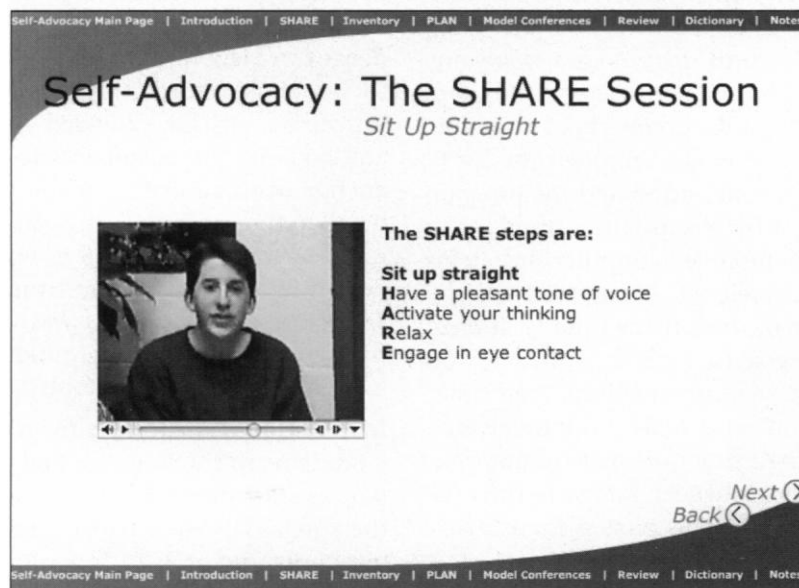 Self-Advocacy Main Page | Introduction | SHARE | Inventory | PLAN | Model Conferences | Review | Dictionary | Notes
Self-Advocacy: The SHARE Session
Sit Up Straight
The SHARE steps are:
Sit up straight
Have a pleasant tone of voice
Activate your thinking
Relax
Engage in eye contact
Next
Back
Self-Advocacy Main Page | Introduction | SHARE | Inventory | PLAN | Model Conferences | Review | Dictionary | Notes